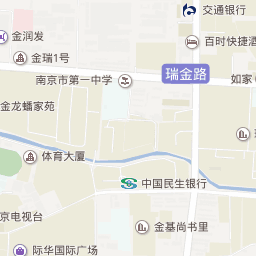 交通银行
金润发
百时快捷酒
金瑞1号
瑞金路
南京市第一中学
如家
金龙蟠家苑
珠
体育大厦
中国民生银行
京电视台
金基尚书里
际华国际广场